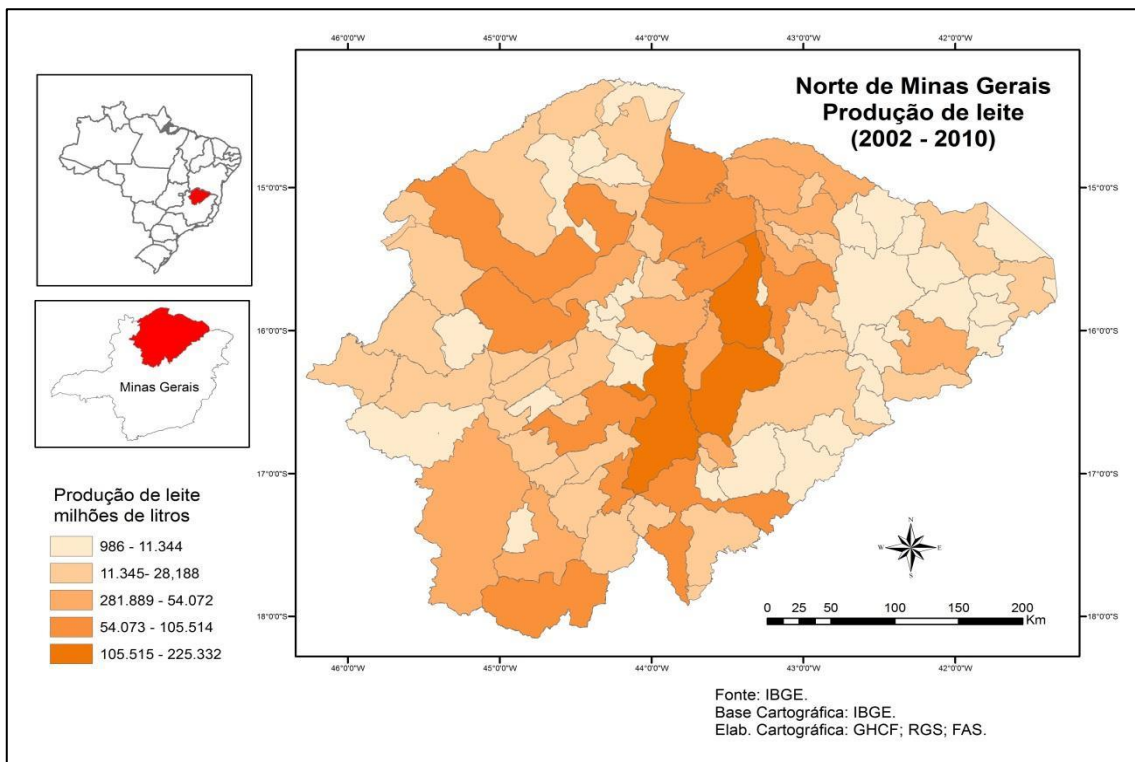 Norte de Minas Gerais
Produção de leite
(2002 - 2010)
46°0'0"W 45°0'0"W 44°0'0"W 43°0'0"W 42°0'0"W
15°0'0"S 15°0'0"S
16°0'0"S 16°0'0"S
17°0'0"S 17°0'0"S
18°0'0"S 18°0'0"S
46°0'0"W 45°0'0"W 44°0'0"W 43°0'0"W 42°0'0"W
Minas Gerais
Produção de leite
milhões de litros
986 - 11.344
11.345- 28,188
281.889 - 54.072
54.073 - 105.514
105.515 - 225.332
N
W E
S
0 25 50 100 150 200
Km
Fonte: IBGE.
Base Cartográfica: IBGE.
Elab. Cartográfica: GHCF; RGS; FAS.